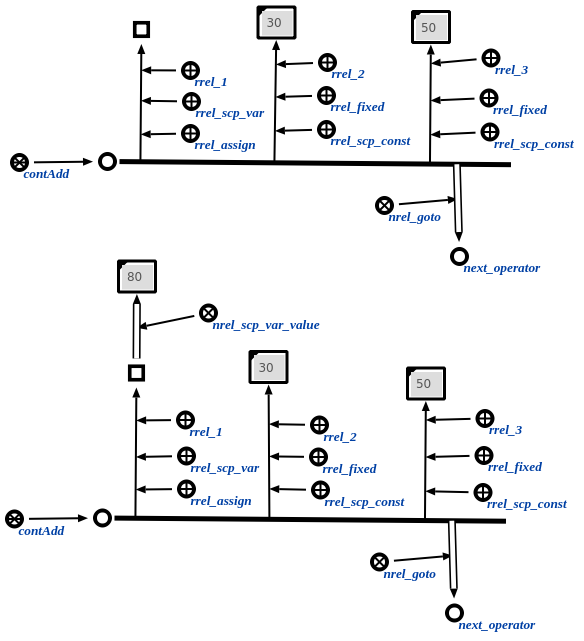 30
50
rrel_1
rrel_2
rrel_3
rrel_scp_var
rrel_fixed
rrel_fixed
rrel_assign
rrel_scp_const
rrel_scp_const
contAdd
nrel_goto
next_operator
80
nrel_scp_var_value
30
50
rrel_1
rrel_2
rrel_3
rrel_scp_var
rrel_fixed
rrel_fixed
rrel_assign
rrel_scp_const
rrel_scp_const
contAdd
nrel_goto
next_operator